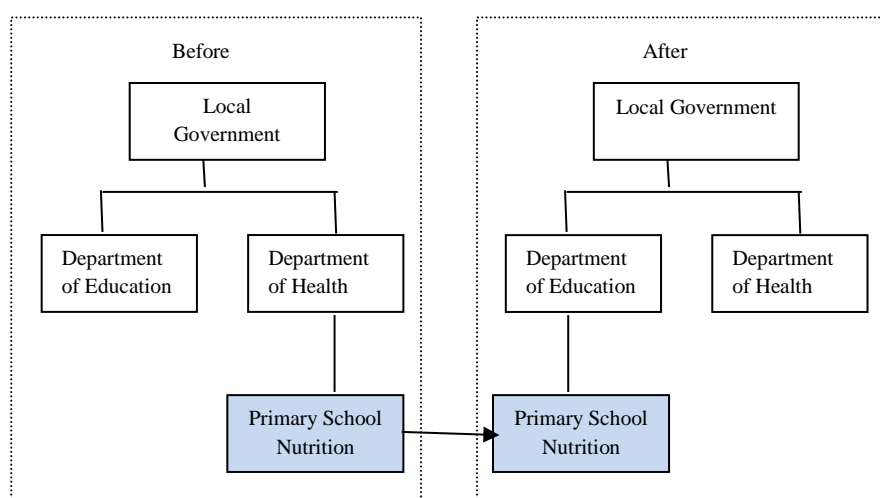 Before
Local
Government
Department
of Education
Department
of Health
Primary School
Nutrition
After
Local Government
Department
of Education
Department
of Health
Primary School
Nutrition